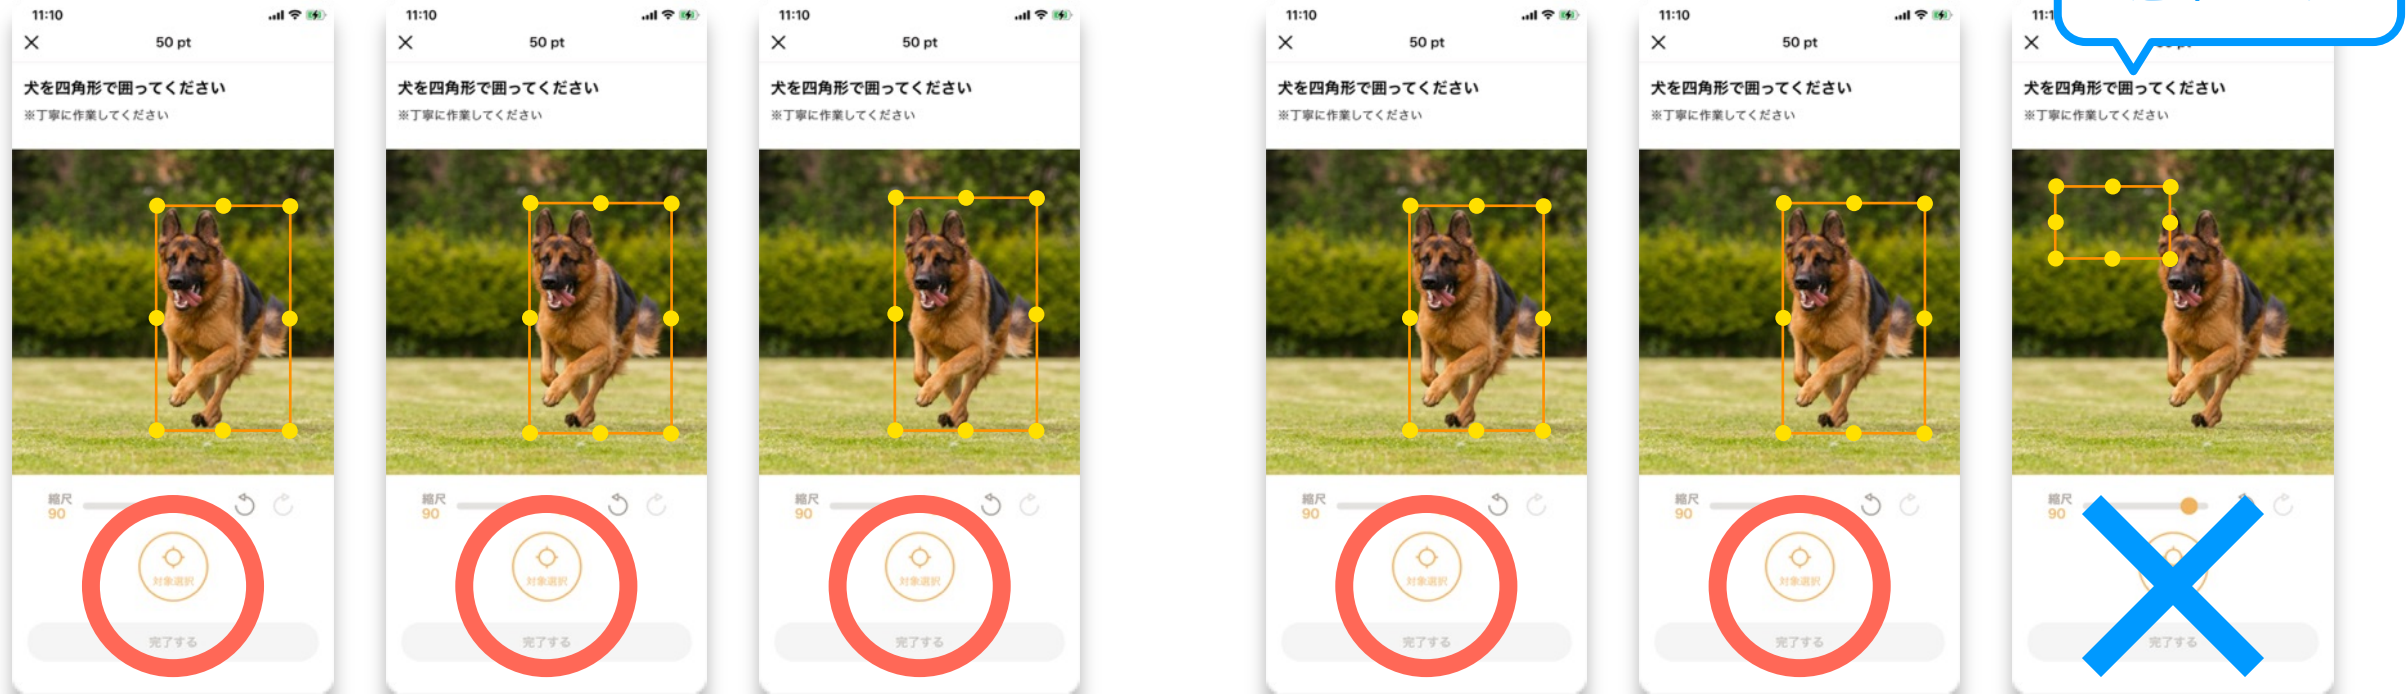 11:10
50 pt
犬を四角形で囲ってください
※丁寧に作業してください
縮尺
90
対象選択
完了する
11:10
50 pt
犬を四角形で囲ってください
※丁寧に作業してください
縮尺
90
対象選択
完了する
11:10
50 pt
犬を四角形で囲ってください
※丁寧に作業してください
縮尺
90
対象選択
完了する
11:10
50 pt
犬を四角形で囲ってください
※丁寧に作業してください
縮尺
90
対象選択
完了する
11:10
50 pt
犬を四角形で囲ってください
※丁寧に作業してください
縮尺
90
対象選択
完了する
犬を四角形で囲ってください
※丁寧に作業してください
縮尺
90
完了する